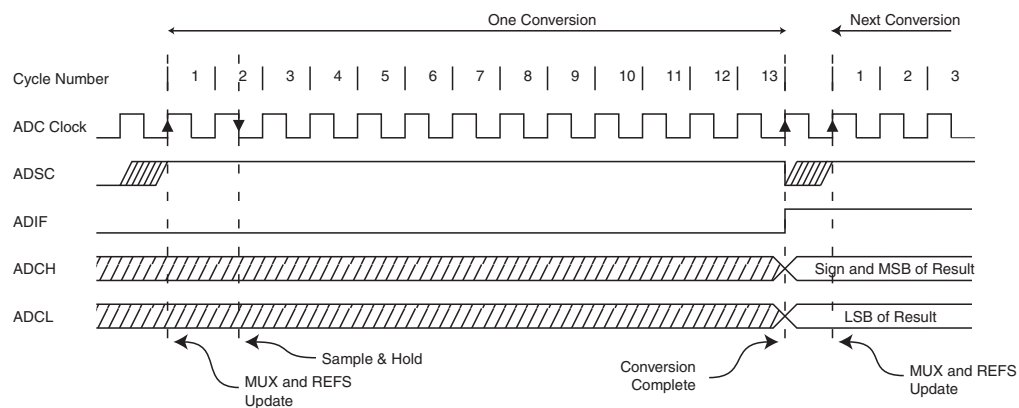 One Conversion
Next Conversion
Cycle Number
1 2 3 4 5 6 7 8 9 10 11 12 13 1 2 3
ADC Clock
ADSC
ADIF
ADCH
Sign and MSB of Result
ADCL
LSB of Result
Sample & Hold
MUX and REFS
Update
Conversion
Complete
MUX and REFS
Update